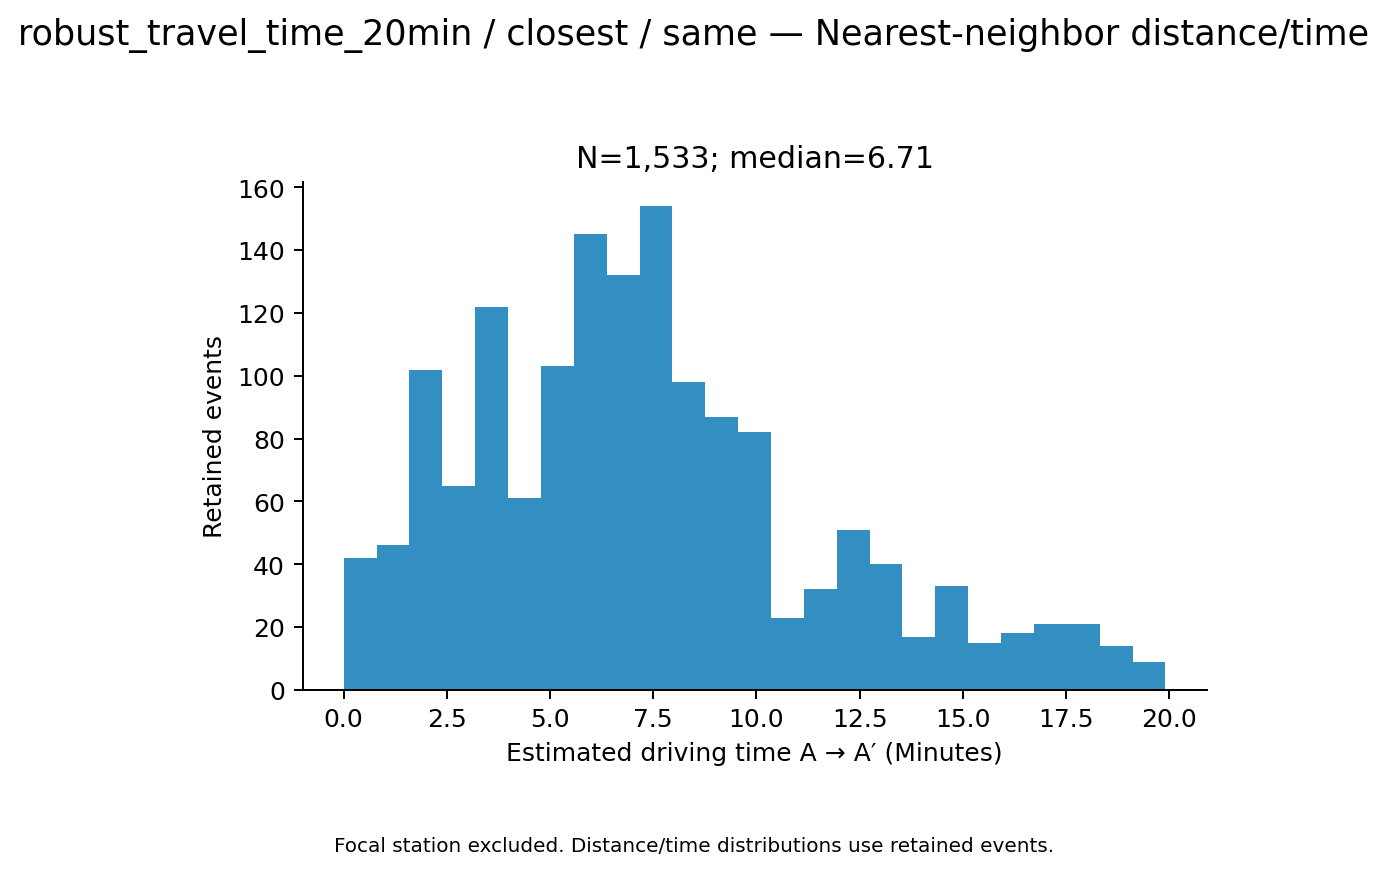 robust_travel_time_20min / closest / same — Nearest-neighbor distance/time
N=1,533; median=6.71
160
140
120
100
80
60
40
20
0
Retained events
0.0 2.5 5.0 7.5 10.0 12.5 15.0 17.5 20.0
Estimated driving time A → A′ (Minutes)
Focal station excluded. Distance/time distributions use retained events.